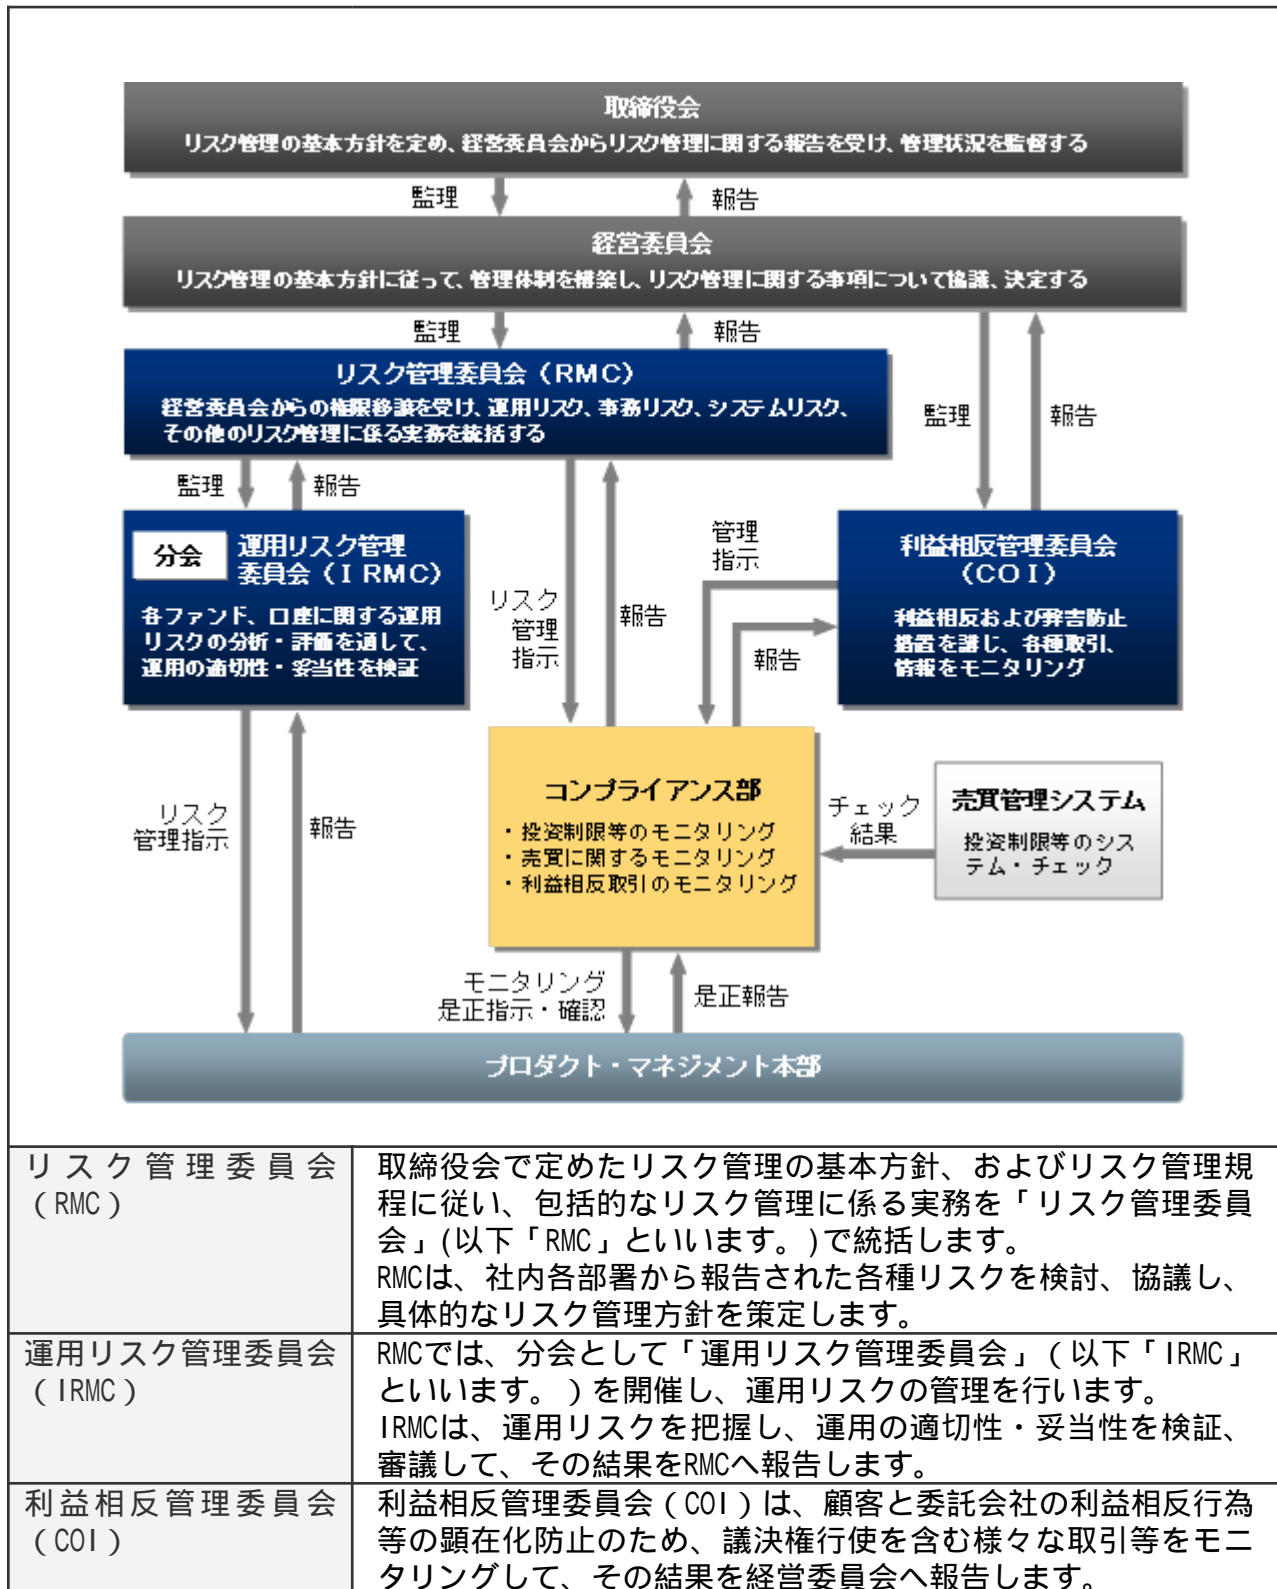 取締役会
リスク管理の基本方針を定め、経営委員会からリスク管理に関する報告を受け、管理状況を監督する
監理
報告
経営委員会
リスク管理の基本方針に従って、管理体制を構築し、リスク管理に関する事項について協議、決定する
監理
報告
リスク管理委員会（RMC）
経営委員会からの権限移譲を受け、運用リスク、事務リスク、システムリスク、
その他のリスク管理に係る実務を統括する
監理
報告
監理
報告
分会
運用リスク管理
委員会（IRMC）
各ファンド、口座に関する運用
リスクの分析・評価を通して、
運用の適切性・妥当性を検証
リスク
管理
指示
報告
管理
指示
報告
利益相反管理委員会
（COI）
利益相反および弊害防止
措置を講じ、各種取引、
情報をモニタリング
リスク
管理指示
報告
コンプライアンス部
・投資制限等のモニタリング
・売買に関するモニタリング
・利益相反取引のモニタリング
チェック
結果
売買管理システム
投資制限等のシス
テム・チェック
モニタリング
是正指示・確認
是正報告
プロダクト・マネジメント本部
リスク管理委員会
（RMC）
取締役会で定めたリスク管理の基本方針、およびリスク管理規
程に従い、包括的なリスク管理に係る実務を「リスク管理委員
会」(以下「RMC」といいます。)で統括します。
RMCは、社内各部署から報告された各種リスクを検討、協議し、
具体的なリスク管理方針を策定します。
運用リスク管理委員会
（IRMC）
RMCでは、分会として「運用リスク管理委員会」（以下「IRMC」
といいます。）を開催し、運用リスクの管理を行います。
IRMCは、運用リスクを把握し、運用の適切性・妥当性を検証、
審議して、その結果をRMCへ報告します。
利益相反管理委員会
（COI）
利益相反管理委員会（COI）は、顧客と委託会社の利益相反行為
等の顕在化防止のため、議決権行使を含む様々な取引等をモニ
タリングして、その結果を経営委員会へ報告します。